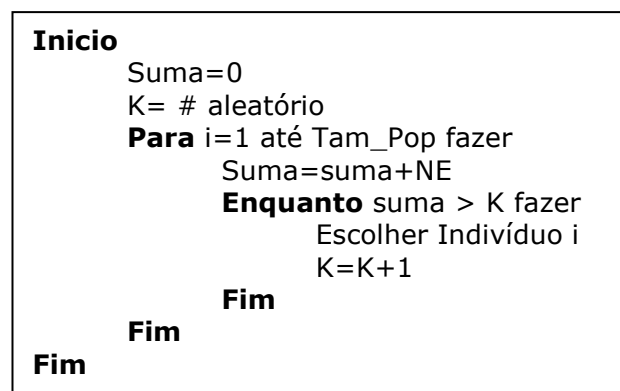 Inicio
Suma=0
K= # aleatório
Para i=1 até Tam_Pop fazer
Suma=suma+NE
Enquanto suma > K fazer
Escolher Indivíduo i
K=K+1
Fim
Fim
Fim